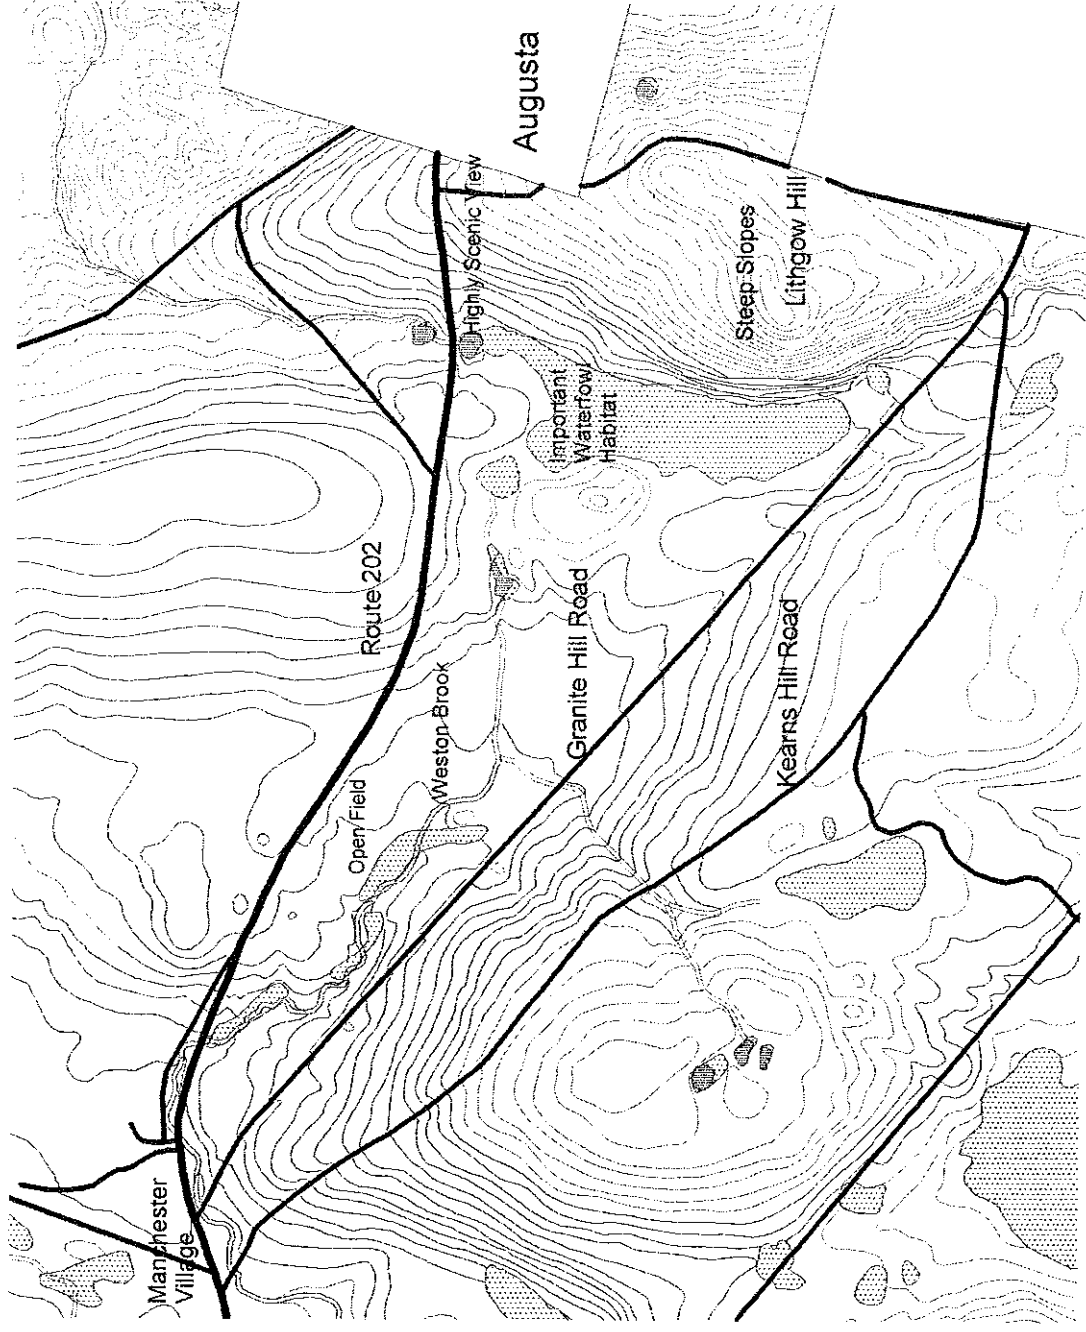 Manchester
Village
Route 202
Open Field
Weston Brook
Highly Scenic View
Augusta
Important
Waterfowl
Habitat
Granite Hill Road
Steep Slopes
Lithgow Hill
Kearns Hill Road